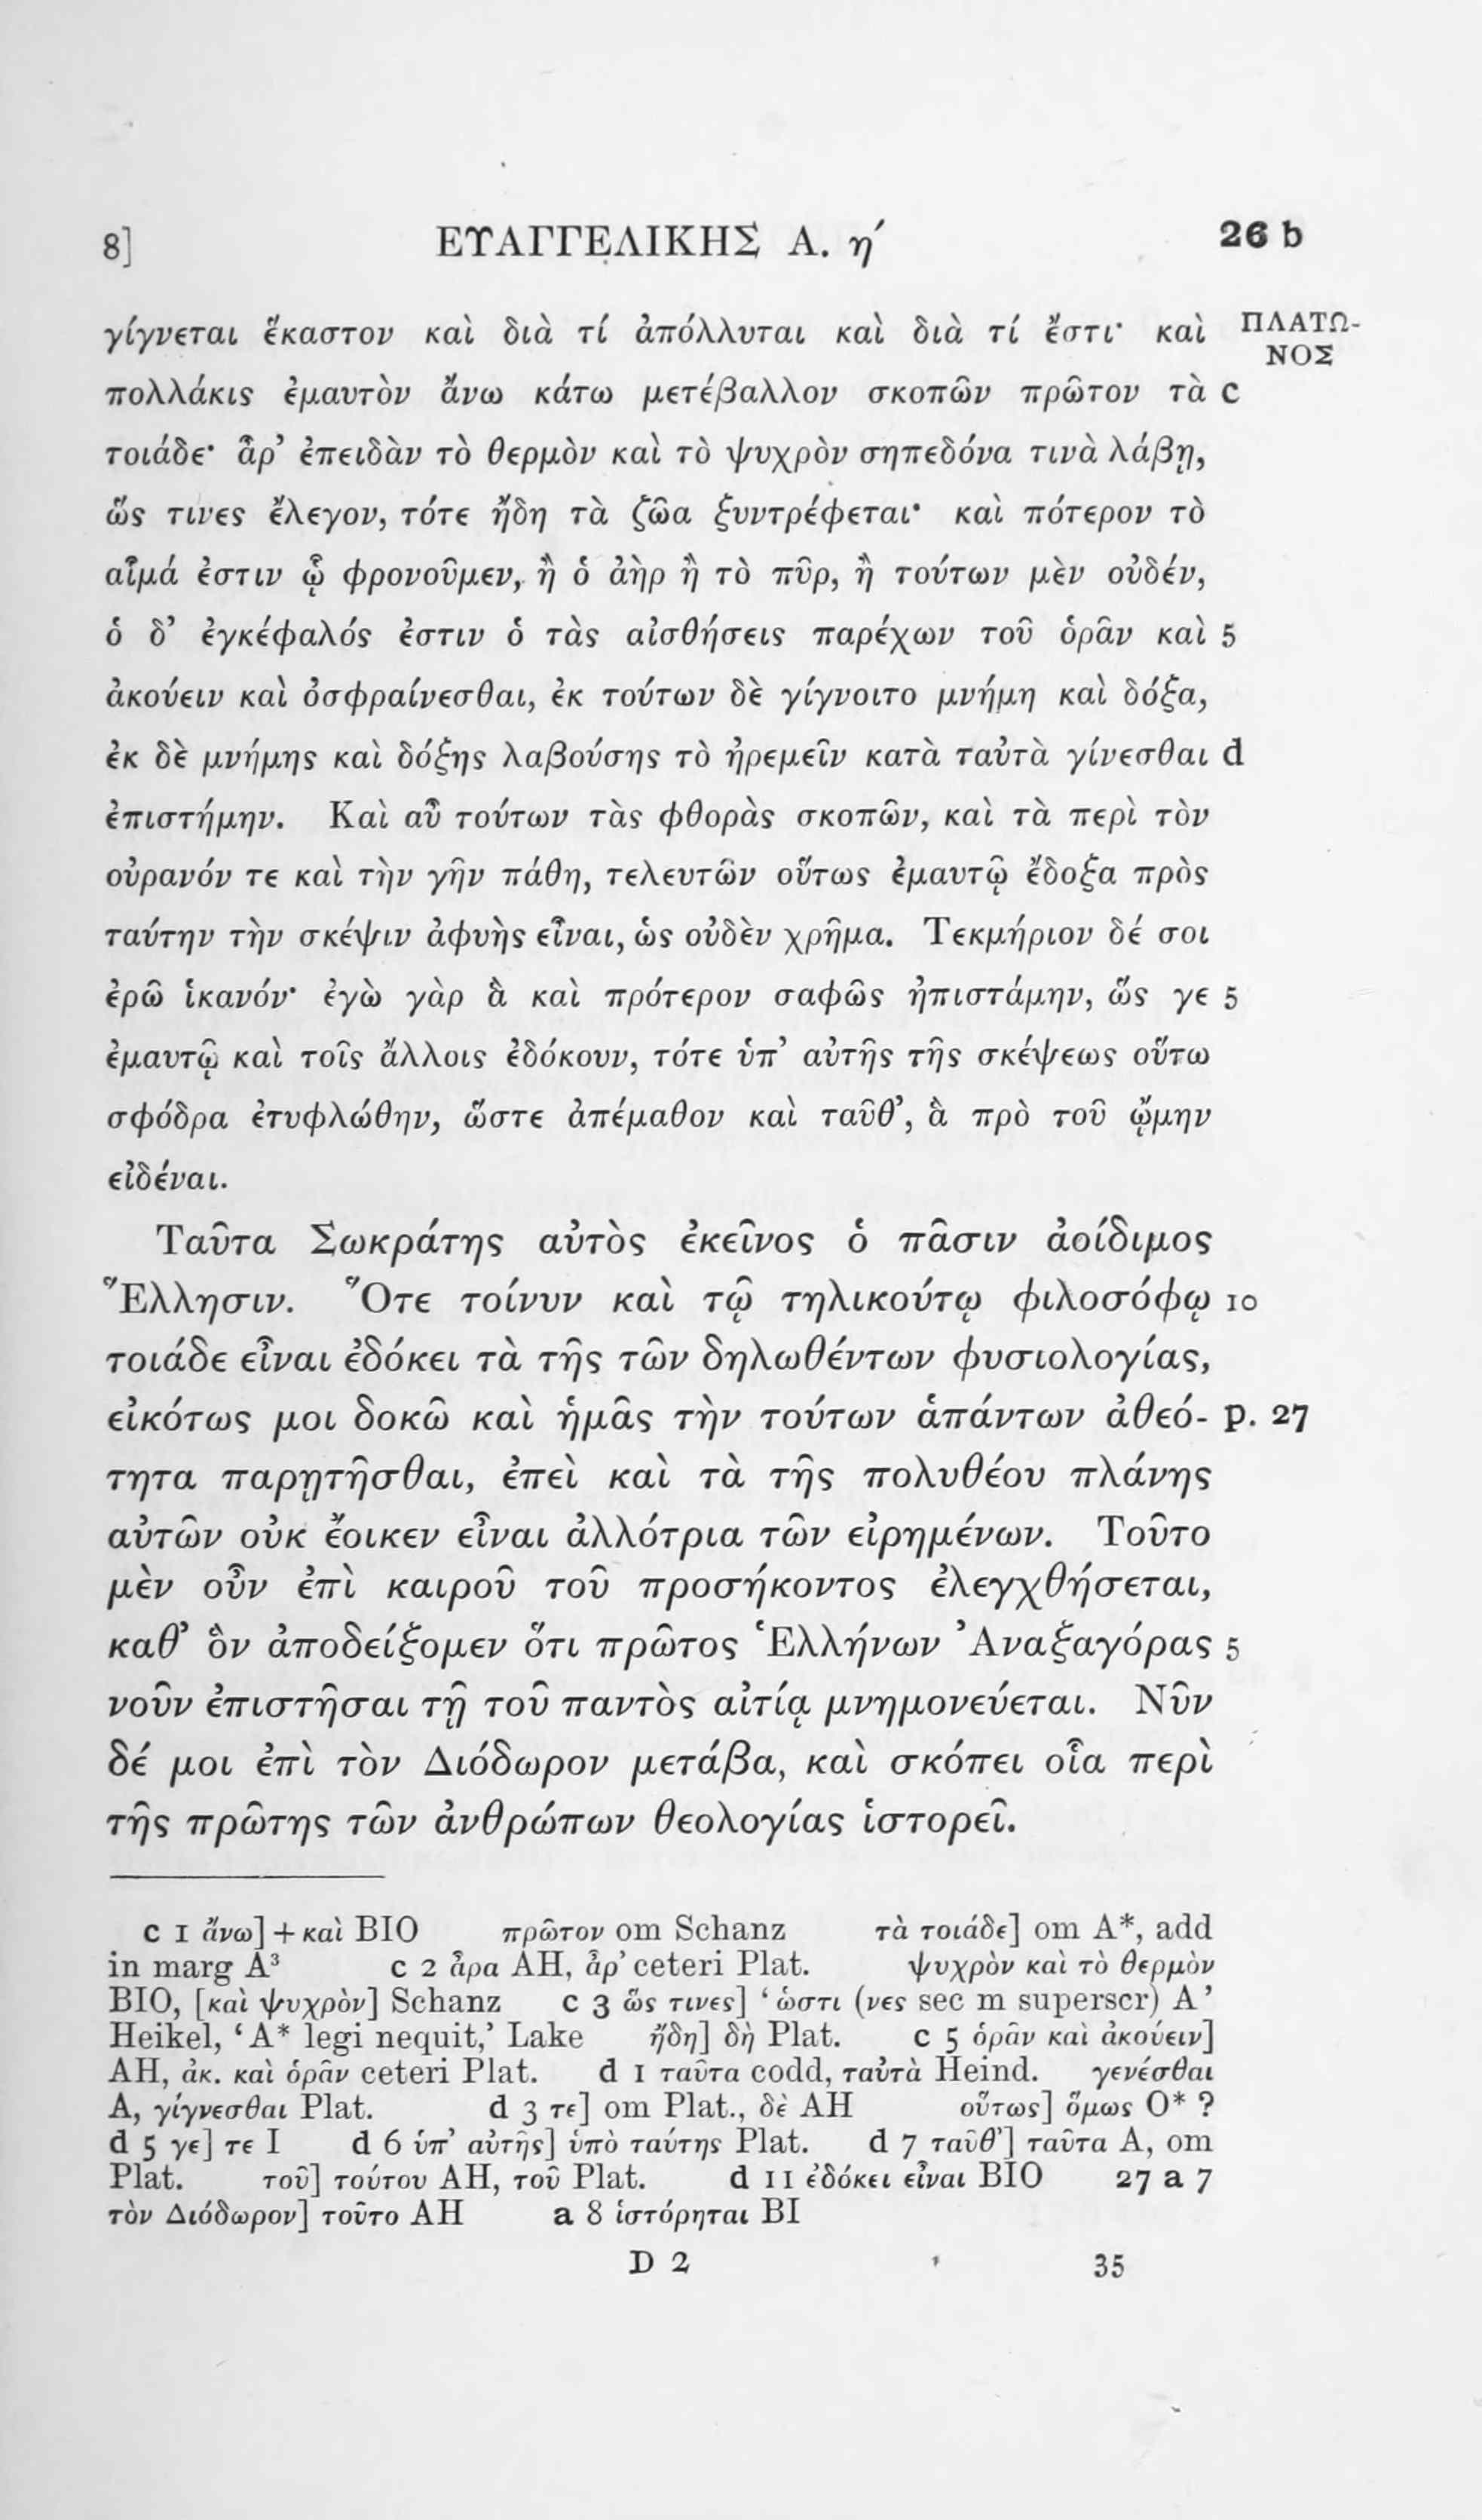 8] ΕΥΑΓΓΕΛΙΚΗΣ Α. ηʹ 26 b
γίγνεται ἕκαστον καὶ διὰ τί ἀπόλλυται καὶ διὰ τί ἔστι· καὶ ΠΛΑΤΩ-
ΝΟΣ
πολλάκις ἐμαυτὸν ἄνω κάτω μετέβαλλον σκοπῶν πρῶτον τὰ c
τοιάδε· ἆρ’ ἐπειδὰν τὸ θερμὸν καὶ τὸ ψυχρὸν σηπεδόνα τινὰ λάβῃ,
ὥς τινες ἔλεγον, τότε ἤδη τὰ ζῶα ξυντρέφεται· καὶ πότερον τὸ
αἷμά ἐστιν ᾧ φρονοῦμεν, ἢ ὁ ἀὴρ ἢ τὸ πῦρ, ἢ τούτων μὲν οὐδέν,
ὁ δ’ ἐγκέφαλός ἐστιν ὁ τὰς αἰσθήσεις παρέχων τοῦ ὁρᾶν καὶ 5
ἀκούειν καὶ ὀσφραίνεσθαι, ἐκ τούτων δὲ γίγνοιτο μνήμη καὶ δόξα,
ἐκ δὲ μνήμης καὶ δόξης λαβούσης τὸ ἠρεμεῖν κατὰ ταὐτὰ γίνεσθαι d
ἐπιστήμην. Καὶ αὖ τούτων τὰς φθορὰς σκοπῶν, καὶ τὰ περὶ τὸν
οὐρανόν τε καὶ τὴν γῆν πάθη, τελευτῶν οὕτως ἐμαυτῷ ἔδοξα πρὸς
ταύτην τὴν σκέψιν ἀφυὴς εἶναι, ὡς οὐδὲν χρῆμα. Τεκμήριον δέ σοι
ἐρῶ ἱκανόν· ἐγὼ γὰρ ἃ καὶ πρότερον σαφῶς ἠπιστάμην, ὥς γε 5
ἐμαυτῷ καὶ τοῖς ἄλλοις ἐδόκουν, τότε ὑπ’ αὐτῆς τῆς σκέψεως οὕτω
σφόδρα ἐτυφλώθην, ὥστε ἀπέμαθον καὶ ταῦθ’, ἃ πρὸ τοῦ ᾤμην
εἰδέναι.
Ταῦτα Σωκράτης αὐτὸς ἐκεῖνος ὁ πᾶσιν ἀοίδιμος
Ἕλλησιν. Ὅτε τοίνυν καὶ τῷ τηλικούτῳ φιλοσόφῳ 10
τοιάδε εἶναι ἐδόκει τὰ τῆς τῶν δηλωθέντων φυσιολογίας,
εἰκότως μοι δοκῶ καὶ ἡμᾶς τὴν τούτων ἁπάντων ἀθεό- p. 27
τητα παρῃτῆσθαι, ἐπεὶ καὶ τὰ τῆς πολυθέου πλάνης
αὐτῶν οὐκ ἔοικεν εἶναι ἀλλότρια τῶν εἰρημένων. Τοῦτο
μὲν οὖν ἐπὶ καιροῦ τοῦ προσήκοντος ἐλεγχθήσεται,
καθ’ ὃν ἀποδείξομεν ὅτι πρῶτος Ἑλλήνων Ἀναξαγόρας 5
νοῦν ἐπιστῆσαι τῇ τοῦ παντὸς αἰτίᾳ μνημονεύεται. Νῦν
δέ μοι ἐπὶ τὸν Διόδωρον μετάβα, καὶ σκόπει οἷα περὶ
τῆς πρῶτης τῶν ἀνθρώπων θεολογίας ἱστορεῖ.
c 1 ἄνω] + καὶ BIO πρῶτον om Schanz τὰ τοιάδε] om A*, add
in marg A³ c 2 ἆρα AH, ἆρ’ ceteri Plat. ψυχρὸν καὶ τὸ θερμὸν
BIO, [καὶ ψυχρὸν] Schanz c 3 ὥς τινες] ‘ὡστι (νες sec m superscr) A’
Heikel, ‘A* legi nequit,’ Lake ἤδη] δὴ Plat. c 5 ὁρᾶν καὶ ἀκούειν]
AH, ἀκ. καὶ ὁρᾶν ceteri Plat. d 1 ταῦτα codd, ταὐτὰ Heind. γενέσθαι
A, γίγνεσθαι Plat. d 3 τε] om Plat., δὲ AH οὕτως] ὅμως O* ?
d 5 γε] τε I d 6 ὑπ’ αὐτῆς] ὑπὸ ταύτης Plat. d 7 ταῦθ’] ταῦτα A, om
Plat. τοῦ] τούτου AH, τοῦ Plat. d 11 ἐδόκει εἶναι BIO 27 a 7
τὸν Διόδωρον] τοῦτο AH a 8 ἱστόρηται BI
D 2 35